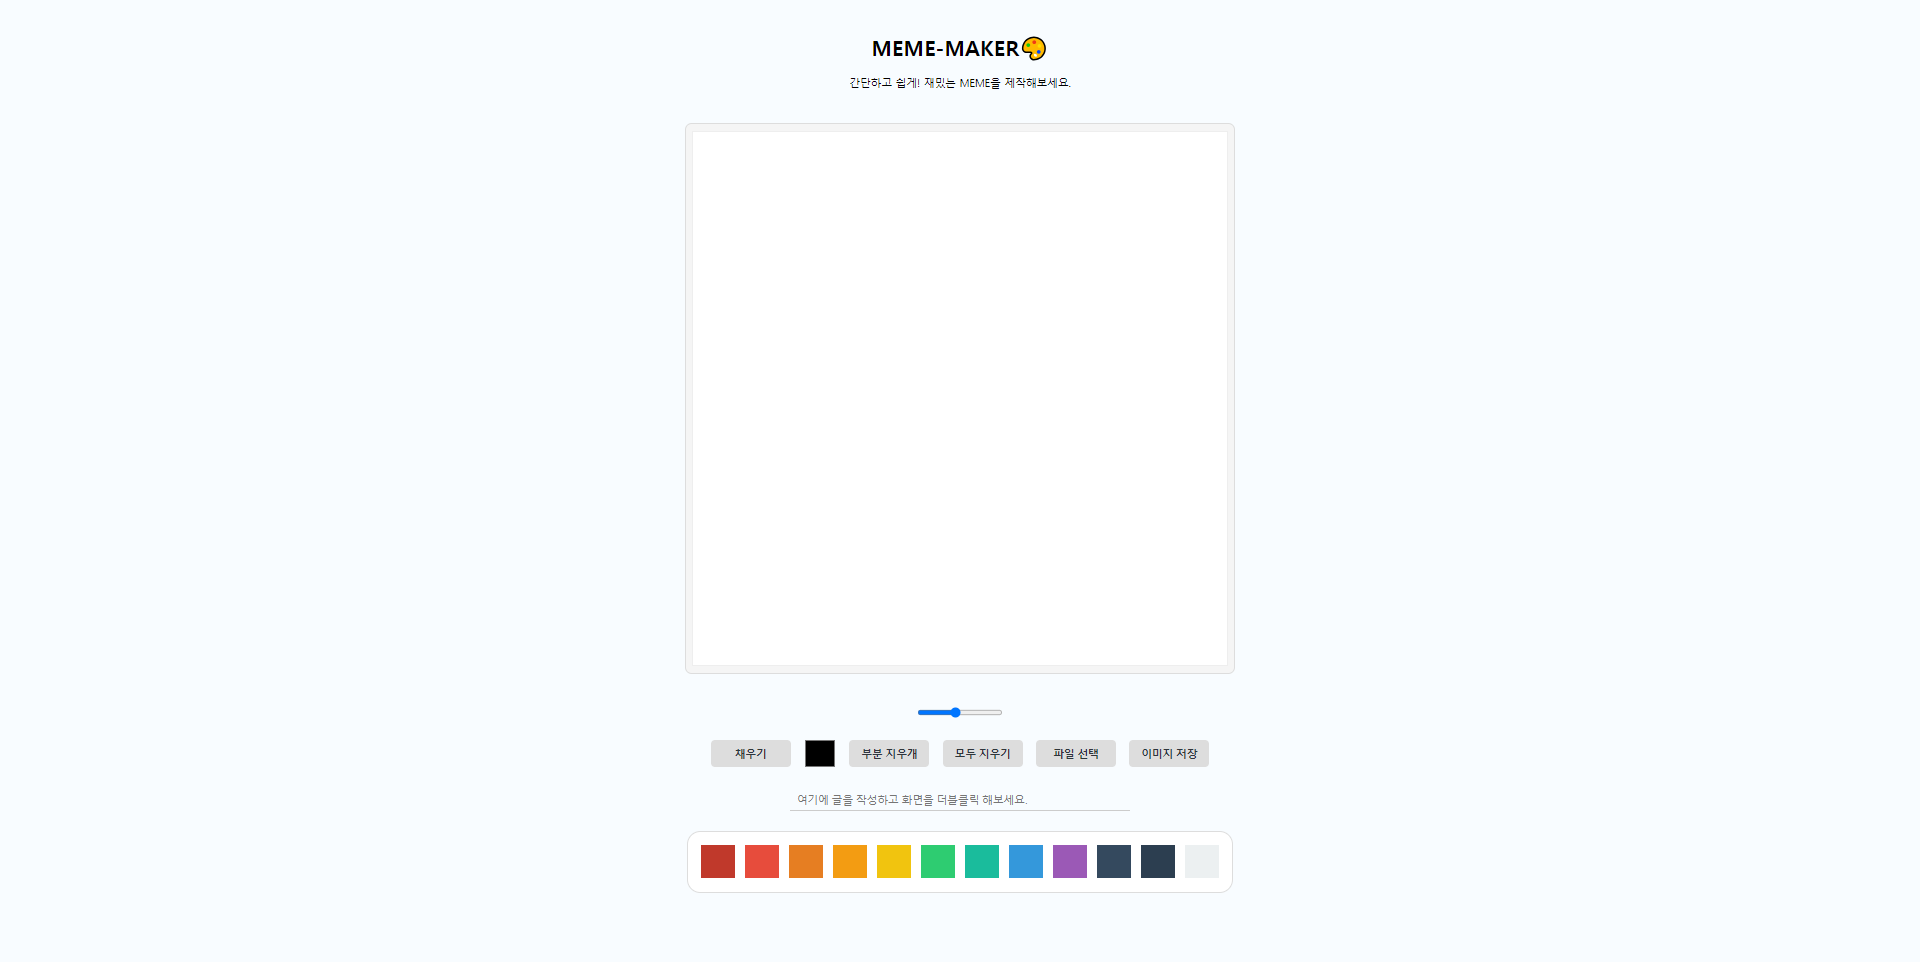 MEME-MAKER🎨
간단하고 쉽게! 재밌는 MEME을 제작해보세요.
채우기
부분 지우개
모두 지우기
파일 선택
이미지 저장
여기에 글을 작성하고 화면을 더블클릭 해보세요.